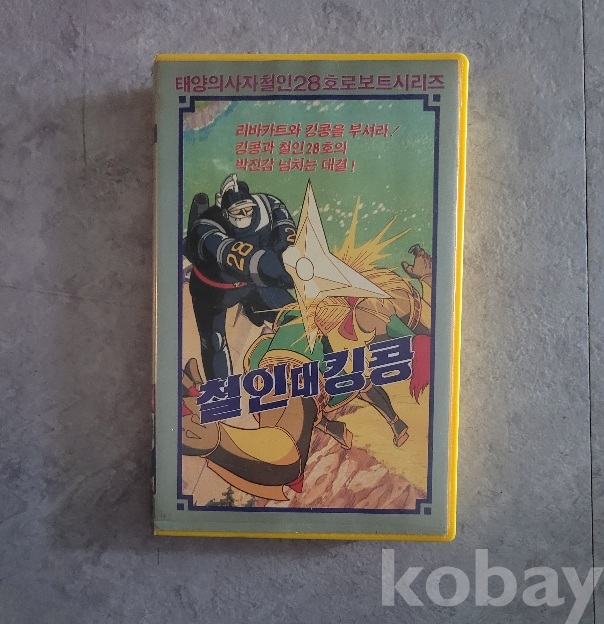 태양의사자철인28호로보트시리즈
리바카트와 킹콩을 부셔라!
킹콩과 철인28호의
박진감 넘치는 대결!
28
2
철인대킹콩
kobay